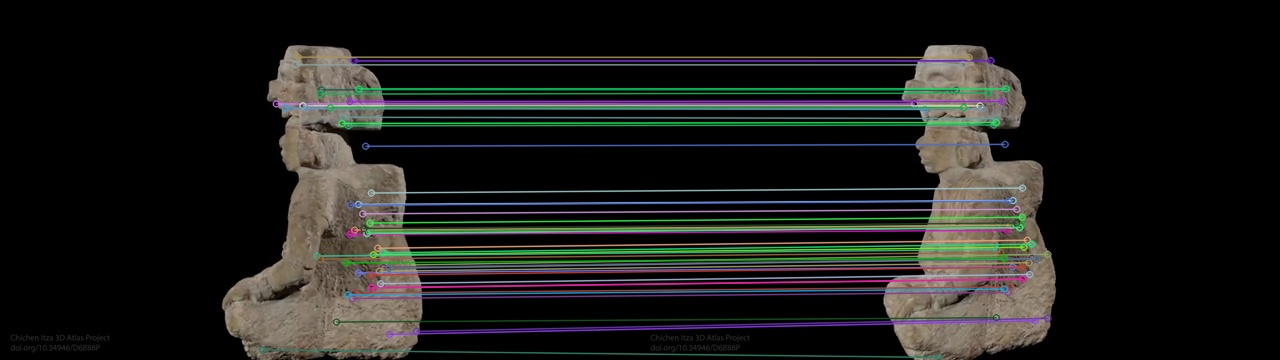 Chichen Itza 3D Atlas Project
doi.org/10.34946/D6B88P
Chichen Itza 3D Atlas Project
doi.org/10.34946/D6B88P